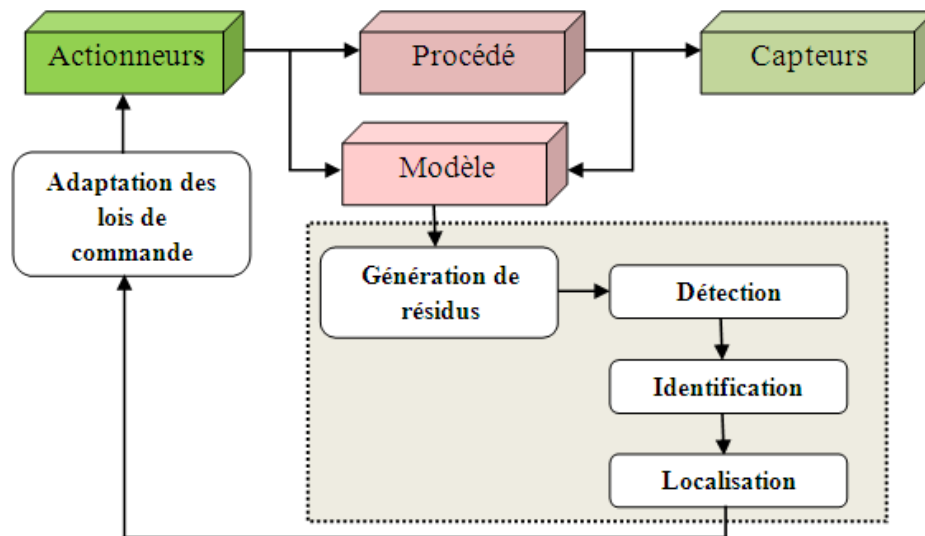 Actionneurs
Procédé
Capteurs
Modèle
Adaptation des
lois de
commande
Génération de
résidus
Détection
Identification
Localisation